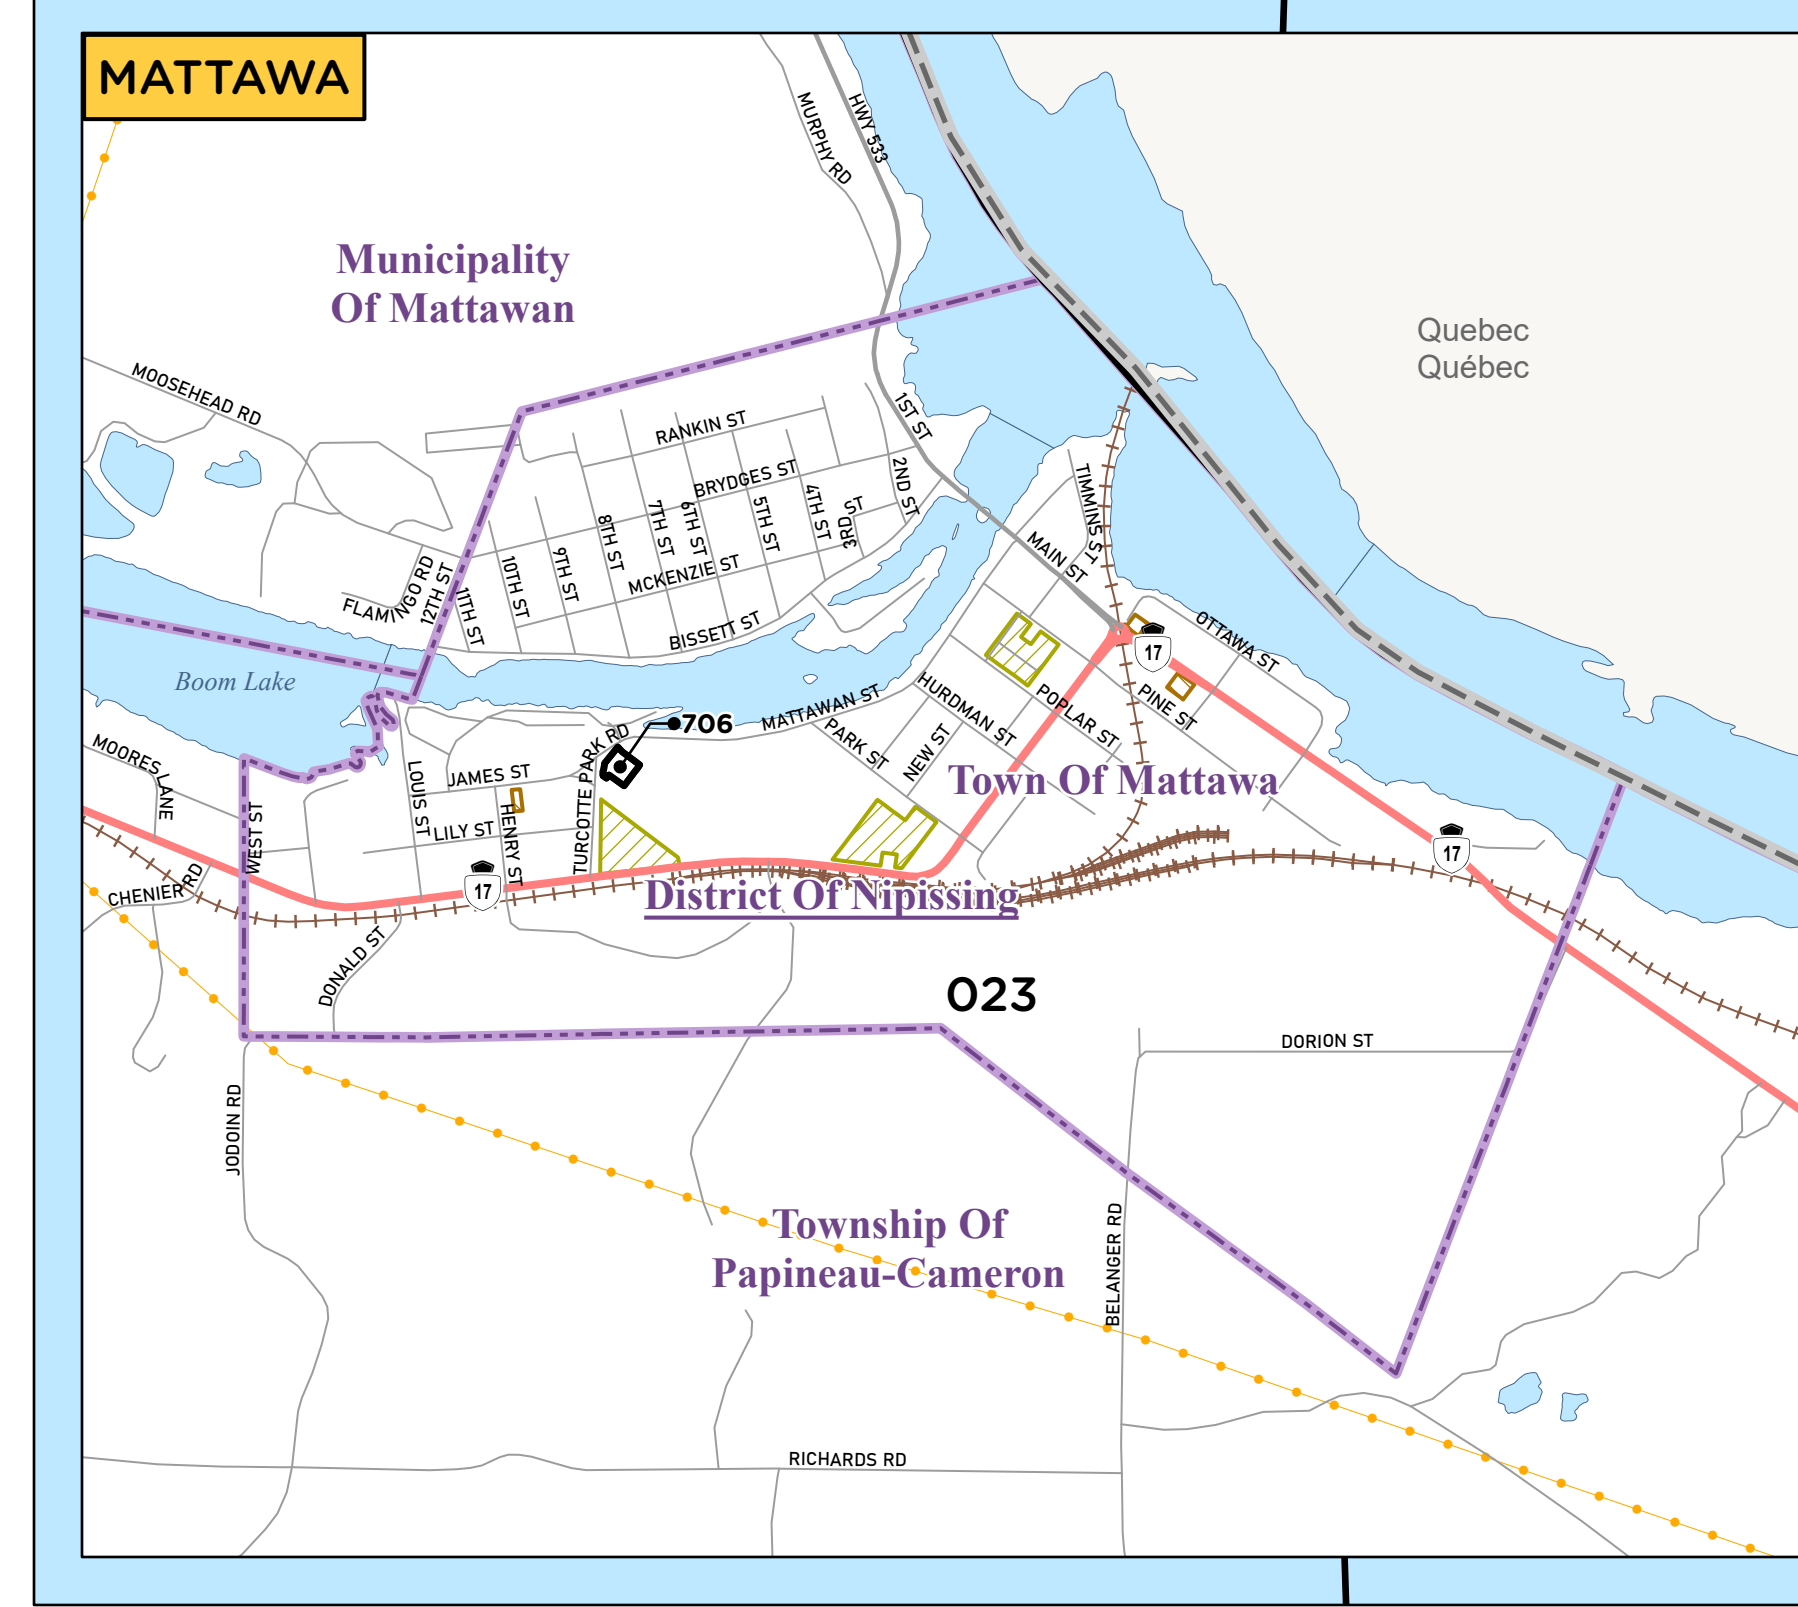 MATTAWA
MURPHY RD
HWY 533
Municipality
Of Mattawan
Quebec
Québec
MOOSEHEAD RD
1ST ST
RANKIN ST
BRYDGES ST
2ND ST
3RD ST
4TH ST
5TH ST
6TH ST
7TH ST
8TH ST
9TH ST
10TH ST
11TH ST
12TH ST
FLAMINGO RD
MCKENZIE ST
BISSETT ST
TIMMINS ST
MAIN ST
OTTAWA ST
17
Boom Lake
706
MATTAWAN ST
HURDMAN ST
POPLAR ST
PINE ST
PARK ST
NEW ST
Town Of Mattawa
MOORES LANE
WEST ST
LOUIS ST
JAMES ST
HENRY ST
LILY ST
TURCOTTE PARK RD
17
17
CHENIER RD
District Of Nipissing
DONALD ST
023
DORION ST
JODOIN RD
Township Of
Papineau-Cameron
BELANGER RD
RICHARDS RD